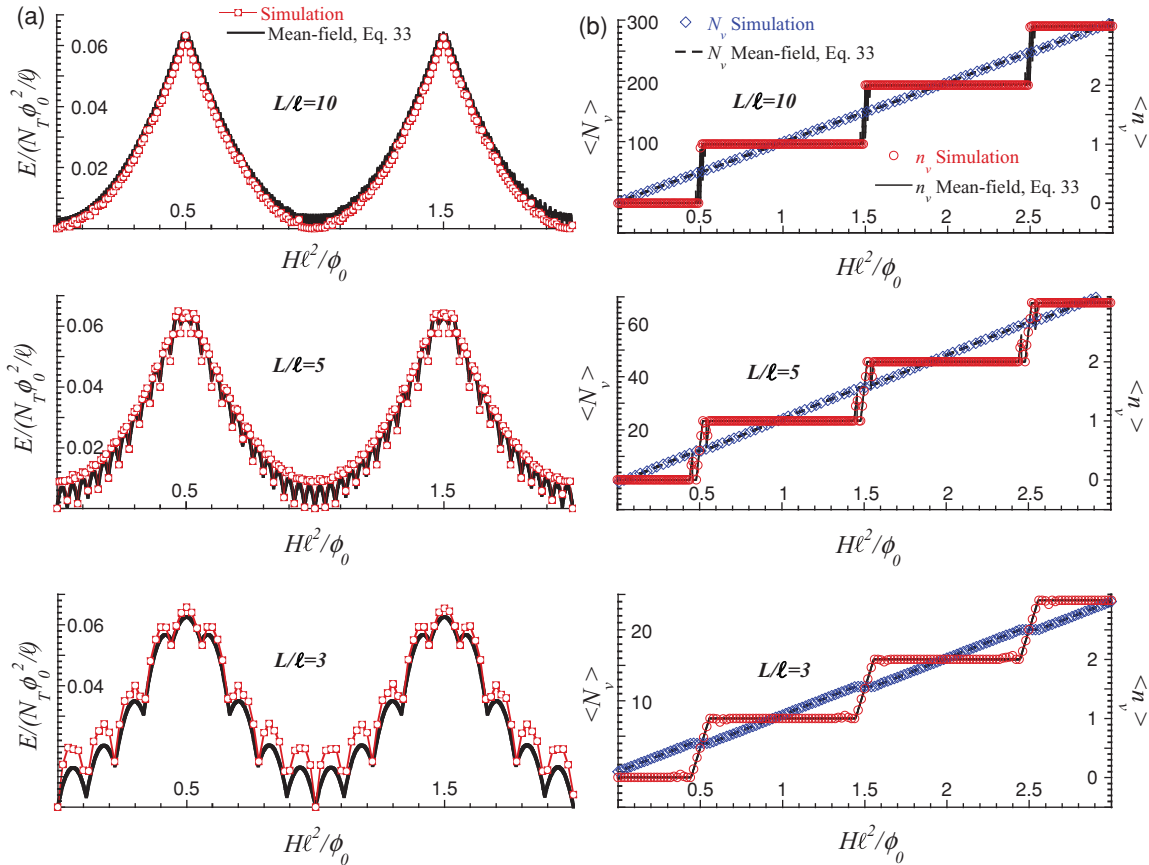 (a)
Simulation
Mean-field, Eq. 33
0.06
0.04
0.02
E/(N_T ϕ_0^2/ℓ)
L/ℓ=10
0.5
1.5
Hℓ^2/ϕ_0
(b)
N_v Simulation
N_v Mean-field, Eq. 33
300
200
100
<N_v>
L/ℓ=10
n_v Simulation
n_v Mean-field, Eq. 33
2
1
0
<n_v>
0.5
1
1.5
2
2.5
Hℓ^2/ϕ_0
0.06
0.04
0.02
E/(N_T ϕ_0^2/ℓ)
L/ℓ=5
0.5
1.5
Hℓ^2/ϕ_0
60
40
20
<N_v>
L/ℓ=5
2
1
0
<n_v>
0.5
1
1.5
2
2.5
Hℓ^2/ϕ_0
0.06
0.04
E/(N_T ϕ_0^2/ℓ)
L/ℓ=3
0.5
1.5
Hℓ^2/ϕ_0
20
10
<N_v>
L/ℓ=3
2
1
0
<n_v>
0.5
1
1.5
2
2.5
Hℓ^2/ϕ_0